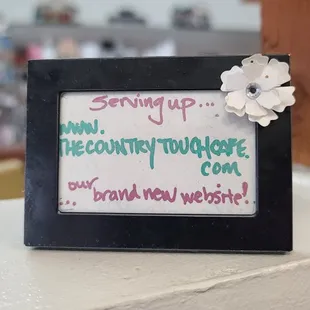 Serving up...
www.
THECOUNTRYTOUCHCAFE.
COM
...our brand new website!